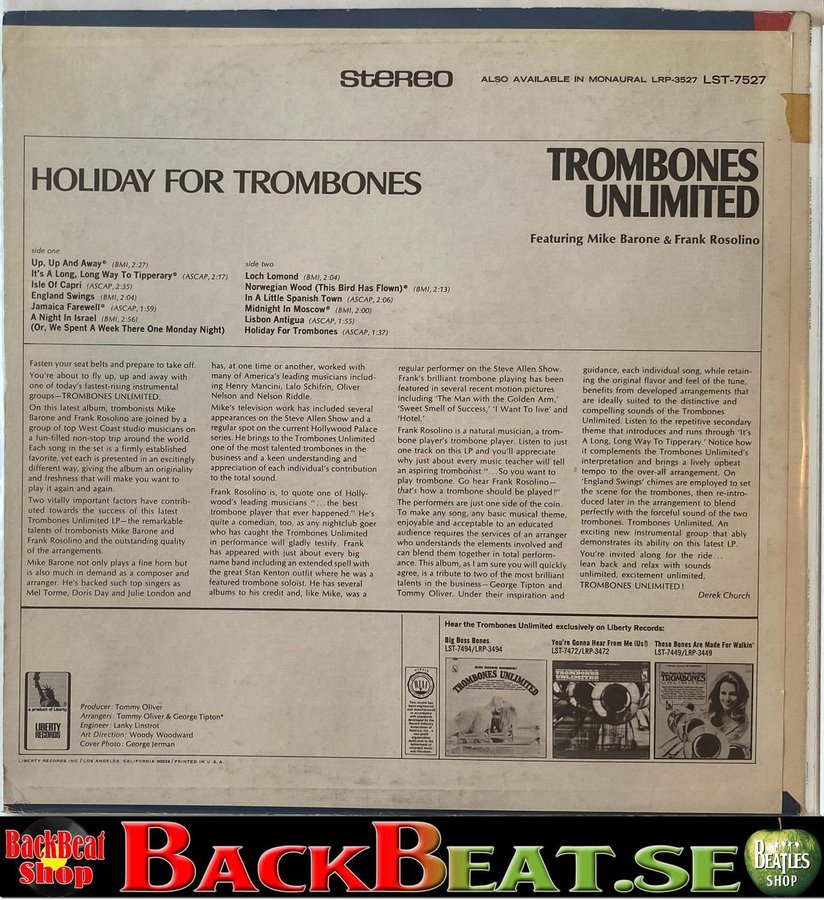 STEREO
ALSO AVAILABLE IN MONAURAL LRP-3527 LST-7527
HOLIDAY FOR TROMBONES
TROMBONES
UNLIMITED
Featuring Mike Barone & Frank Rosolino
side one
Up, Up And Away* (BMI, 2:27)
It's A Long, Long Way To Tipperary* (ASCAP, 2:17)
Isle Of Capri (ASCAP, 2:35)
England Swings (BMI, 2:04)
Jamaica Farewell* (ASCAP, 1:59)
A Night In Israel (BMI, 2:56)
(Or, We Spent A Week There One Monday Night)
side two
Loch Lomond (BMI, 2:04)
Norwegian Wood (This Bird Has Flown)* (BMI, 2:13)
In A Little Spanish Town (ASCAP, 2:06)
Midnight In Moscow* (BMI, 2:00)
Lisbon Antigua (ASCAP, 1:55)
Holiday For Trombones (ASCAP, 1:37)
Fasten your seat belts and prepare to take off.
You're about to fly up, up and away with
one of today's fastest-rising instrumental
groups—TROMBONES UNLIMITED.
On this latest album, trombonists Mike
Barone and Frank Rosolino are joined by a
group of top West Coast studio musicians on
a fun-filled non-stop trip around the world.
Each song in the set is a firmly established
favorite, yet each is presented in an excitingly
different way, giving the album an originality
and freshness that will make you want to
play it again and again.
Two vitally important factors have contrib-
uted towards the success of this latest
Trombones Unlimited LP—the remarkable
talents of trombonists Mike Barone and
Frank Rosolino and the outstanding quality
of the arrangements.
Mike Barone not only plays a fine horn but
is also much in demand as a composer and
arranger. He's backed such top singers as
Mel Torme, Doris Day and Julie London and
has, at one time or another, worked with
many of America's leading musicians includ-
ing Henry Mancini, Lalo Schifrin, Oliver
Nelson and Nelson Riddle.
Mike's television work has included several
appearances on the Steve Allen Show and a
regular spot on the current Hollywood Palace
series. He brings to the Trombones Unlimited
one of the most talented trombones in the
business and a keen understanding and
appreciation of each individual's contribution
to the total sound.
Frank Rosolino is, to quote one of Holly-
wood's leading musicians "...the best
trombone player that ever happened." He's
quite a comedian, too, as any nightclub goer
who has caught the Trombones Unlimited
in performance will gladly testify. Frank
has appeared with just about every big
name band including an extended spell with
the great Stan Kenton outfit where he was a
featured trombone soloist. He has several
albums to his credit and, like Mike, was a
regular performer on the Steve Allen Show.
Frank's brilliant trombone playing has been
featured in several recent motion pictures
including 'The Man with the Golden Arm,'
'Sweet Smell of Success,' 'I Want To live' and
'Hotel.'
Frank Rosolino is a natural musician, a trom-
bone player's trombone player. Listen to just
one track on this LP and you'll appreciate
why just about every music teacher will tell
an aspiring trombonist "...So you want to
play trombone. Go hear Frank Rosolino—
that's how a trombone should be played!"
The performers are just one side of the coin.
To make any song, any basic musical theme,
enjoyable and acceptable to an educated
audience requires the services of an arranger
who understands the elements involved and
can blend them together in total perform-
ance. This album, as I am sure you will quickly
agree, is a tribute to two of the most brilliant
talents in the business—George Tipton and
Tommy Oliver. Under their inspiration and
guidance, each individual song, while retain-
ing the original flavor and feel of the tune,
benefits from developed arrangements that
are ideally suited to the distinctive and
compelling sounds of the Trombones
Unlimited. Listen to the repetitive secondary
theme that introduces and runs through 'It's
A Long, Long Way To Tipperary.' Notice how
it complements the Trombones Unlimited's
interpretation and brings a lively upbeat
tempo to the over-all arrangement. On
'England Swings' chimes are employed to set
the scene for the trombones, then re-intro-
duced later in the arrangement to blend
perfectly with the forceful sound of the two
trombones. Trombones Unlimited. An
exciting new instrumental group that ably
demonstrates its ability on this latest LP.
You're invited along for the ride...
lean back and relax with sounds
unlimited, excitement unlimited,
TROMBONES UNLIMITED!
Derek Church
a product of Liberty
LIBERTY
RECORDS
Producer: Tommy Oliver
Arrangers: Tommy Oliver & George Tipton*
Engineer: Lanky Linstrot
Art Direction: Woody Woodward
Cover Photo: George Jerman
Hear the Trombones Unlimited exclusively on Liberty Records:
Big Boss Bones
LST-7494/LRP-3494
You're Gonna Hear From Me (Us!)
LST-7472/LRP-3472
These Bones Are Made For Walkin'
LST-7449/LRP-3449
TROMBONES UNLIMITED
TROMBONES
UNLIMITED
TROMBONES
LIBERTY RECORDS INC./LOS ANGELES, CALIFORNIA 90028/PRINTED IN U.S.A.
BackBeat
Shop
BACKBEAT.SE
BEATLES
SHOP